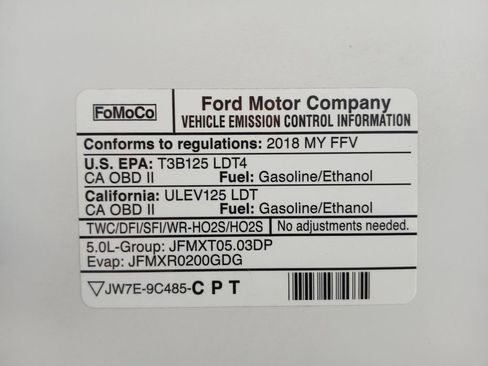 FoMoCo
Ford Motor Company
VEHICLE EMISSION CONTROL INFORMATION
Conforms to regulations: 2018 MY FFV
U.S. EPA: T3B125 LDT4
CA OBD II Fuel: Gasoline/Ethanol
California: ULEV125 LDT
CA OBD II Fuel: Gasoline/Ethanol
TWC/DFI/SFI/WR-HO2S/HO2S No adjustments needed.
5.0L-Group: JFMXT05.03DP
Evap: JFMXR0200GDG
▽JW7E-9C485-C P T